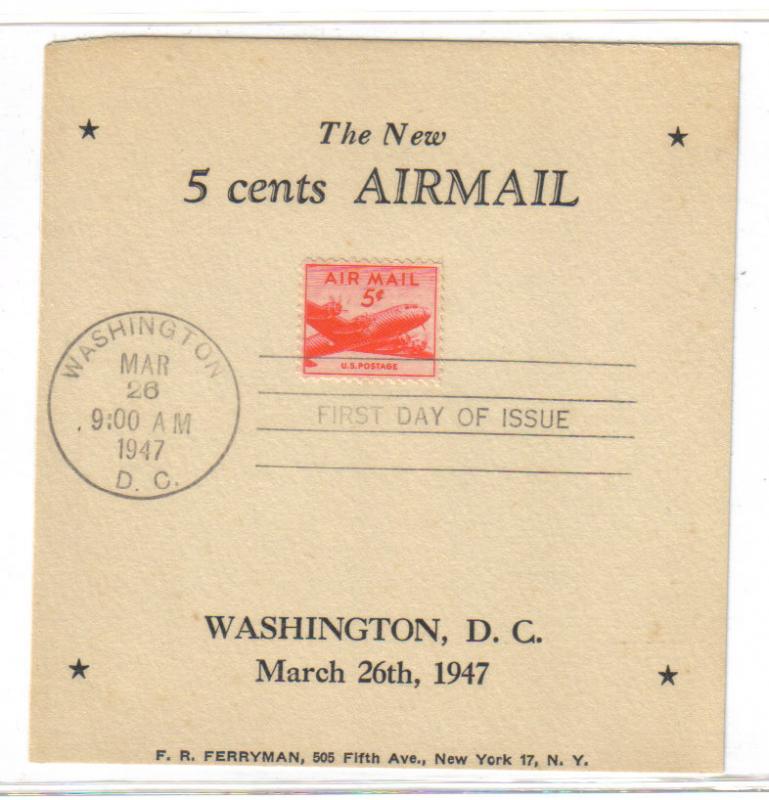 The New
5 cents AIRMAIL
AIR MAIL
5¢
U.S. POSTAGE
WASHINGTON
MAR
26
9:00 AM
1947
D. C.
FIRST DAY OF ISSUE
WASHINGTON, D. C.
March 26th, 1947
F. R. FERRYMAN, 505 Fifth Ave., New York 17, N. Y.